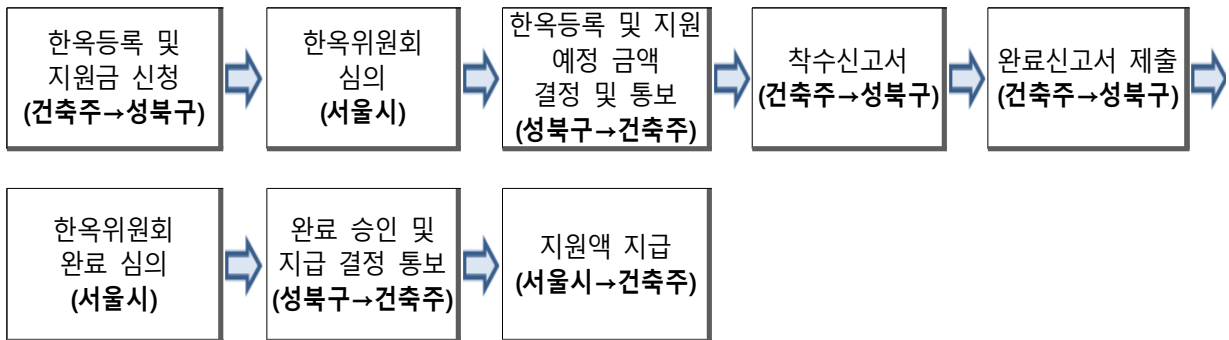 한옥등록 및
지원금 신청
(건축주→성북구)
한옥위원회
심의
(서울시)
한옥등록 및 지원
예정 금액
결정 및 통보
(성북구→건축주)
착수신고서
(건축주→성북구)
완료신고서 제출
(건축주→성북구)
한옥위원회
완료 심의
(서울시)
완료 승인 및
지급 결정 통보
(성북구→건축주)
지원액 지급
(서울시→건축주)